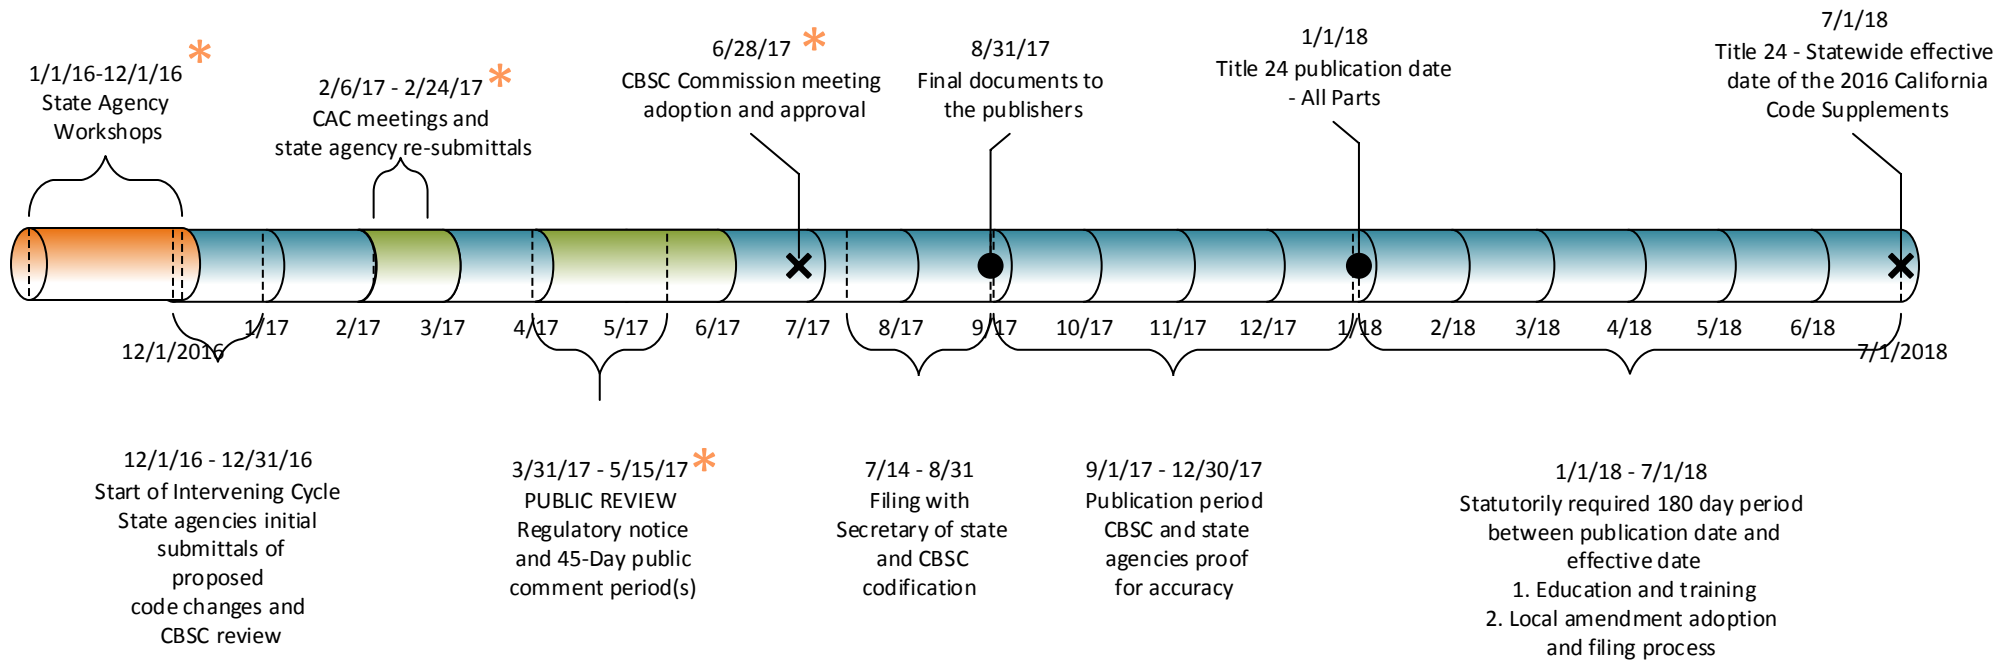 1/1/16-12/1/16 *
State Agency
Workshops
2/6/17 - 2/24/17 *
CAC meetings and
state agency re-submittals
6/28/17 *
CBSC Commission meeting
adoption and approval
8/31/17
Final documents to
the publishers
1/1/18
Title 24 publication date
- All Parts
7/1/18
Title 24 - Statewide effective
date of the 2016 California
Code Supplements
12/1/2016
1/17
2/17
3/17
4/17
5/17
6/17
7/17
8/17
9/17
10/17
11/17
12/17
1/18
2/18
3/18
4/18
5/18
6/18
7/1/2018
12/1/16 - 12/31/16
Start of Intervening Cycle
State agencies initial
submittals of
proposed
code changes and
CBSC review
3/31/17 - 5/15/17 *
PUBLIC REVIEW
Regulatory notice
and 45-Day public
comment period(s)
7/14 - 8/31
Filing with
Secretary of state
and CBSC
codification
9/1/17 - 12/30/17
Publication period
CBSC and state
agencies proof
for accuracy
1/1/18 - 7/1/18
Statutorily required 180 day period
between publication date and
effective date
1. Education and training
2. Local amendment adoption
and filing process